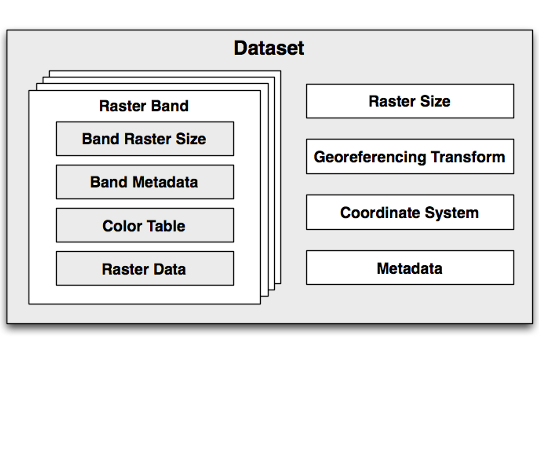 Dataset
Raster Band
Band Raster Size
Band Metadata
Color Table
Raster Data
Raster Size
Georeferencing Transform
Coordinate System
Metadata